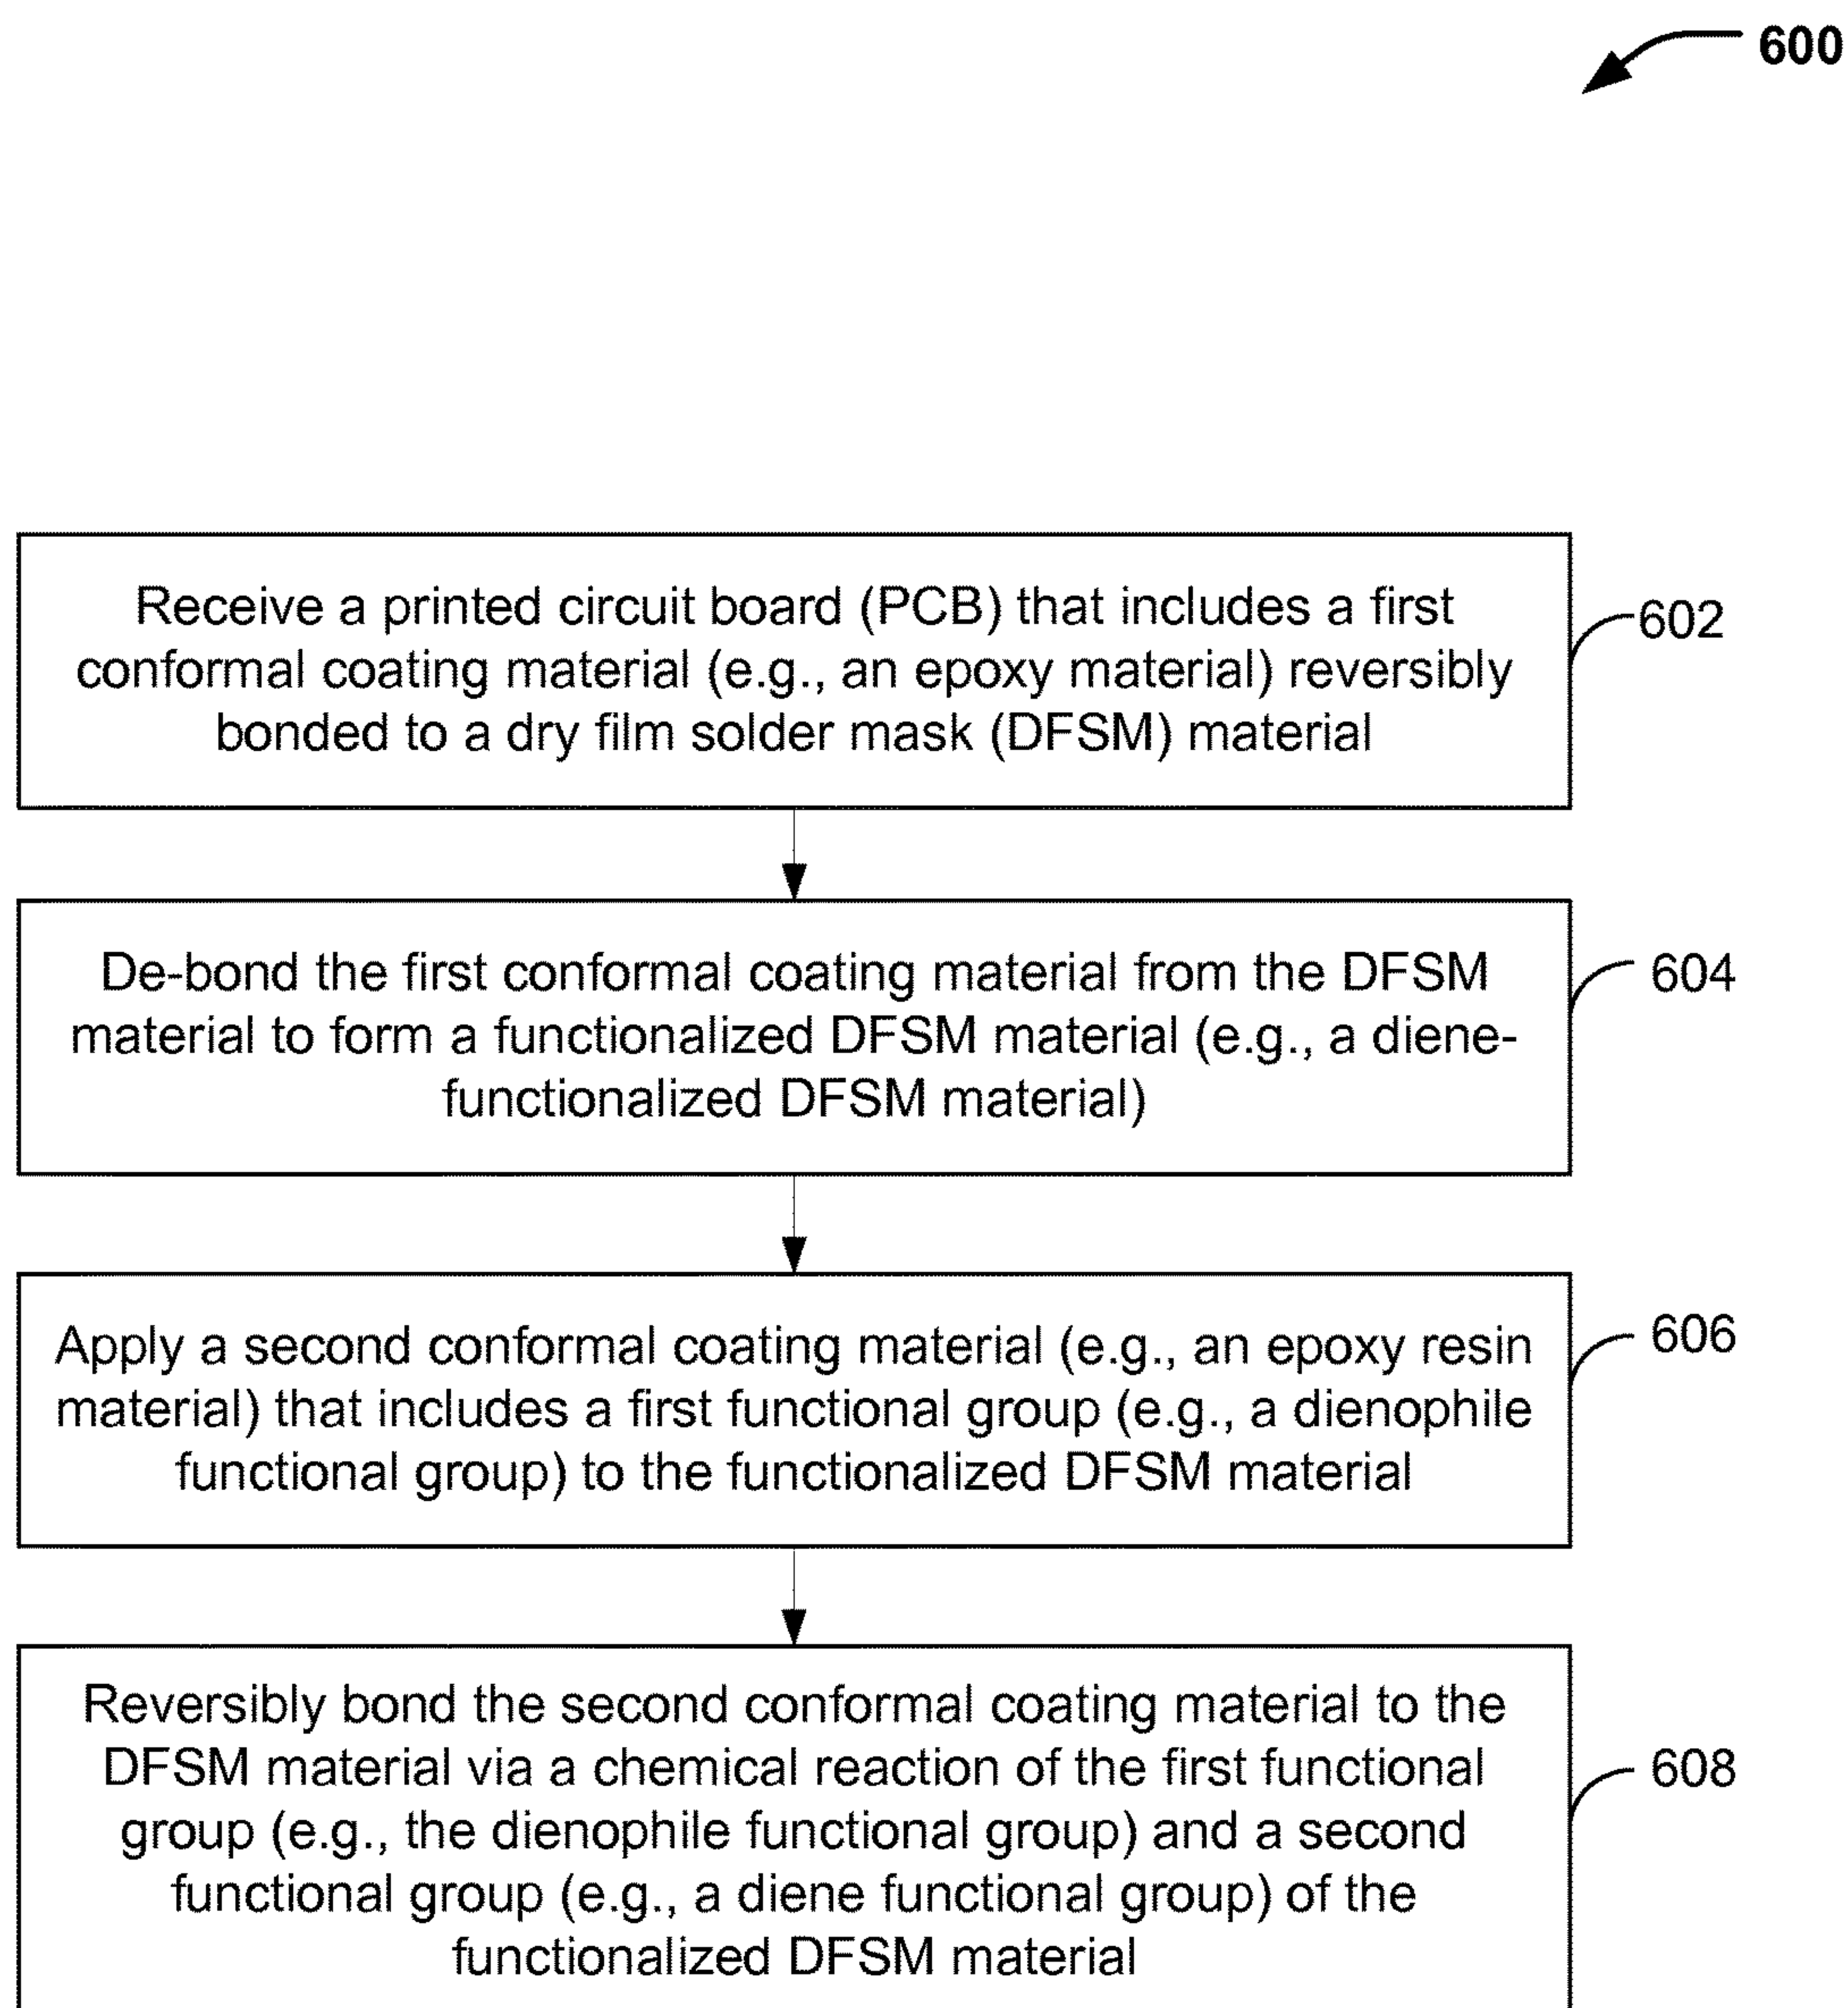 600
Receive a printed circuit board (PCB) that includes a first
conformal coating material (e.g., an epoxy material) reversibly
bonded to a dry film solder mask (DFSM) material
602
De-bond the first conformal coating material from the DFSM
material to form a functionalized DFSM material (e.g., a diene-
functionalized DFSM material)
604
Apply a second conformal coating material (e.g., an epoxy resin
material) that includes a first functional group (e.g., a dienophile
functional group) to the functionalized DFSM material
606
Reversibly bond the second conformal coating material to the
DFSM material via a chemical reaction of the first functional
group (e.g., the dienophile functional group) and a second
functional group (e.g., a diene functional group) of the
functionalized DFSM material
608